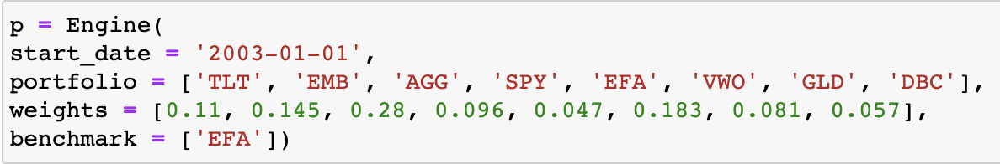 p = Engine(
start_date = '2003-01-01',
portfolio = ['TLT', 'EMB', 'AGG', 'SPY', 'EFA', 'VWO', 'GLD', 'DBC'],
weights = [0.11, 0.145, 0.28, 0.096, 0.047, 0.183, 0.081, 0.057],
benchmark = ['EFA'])